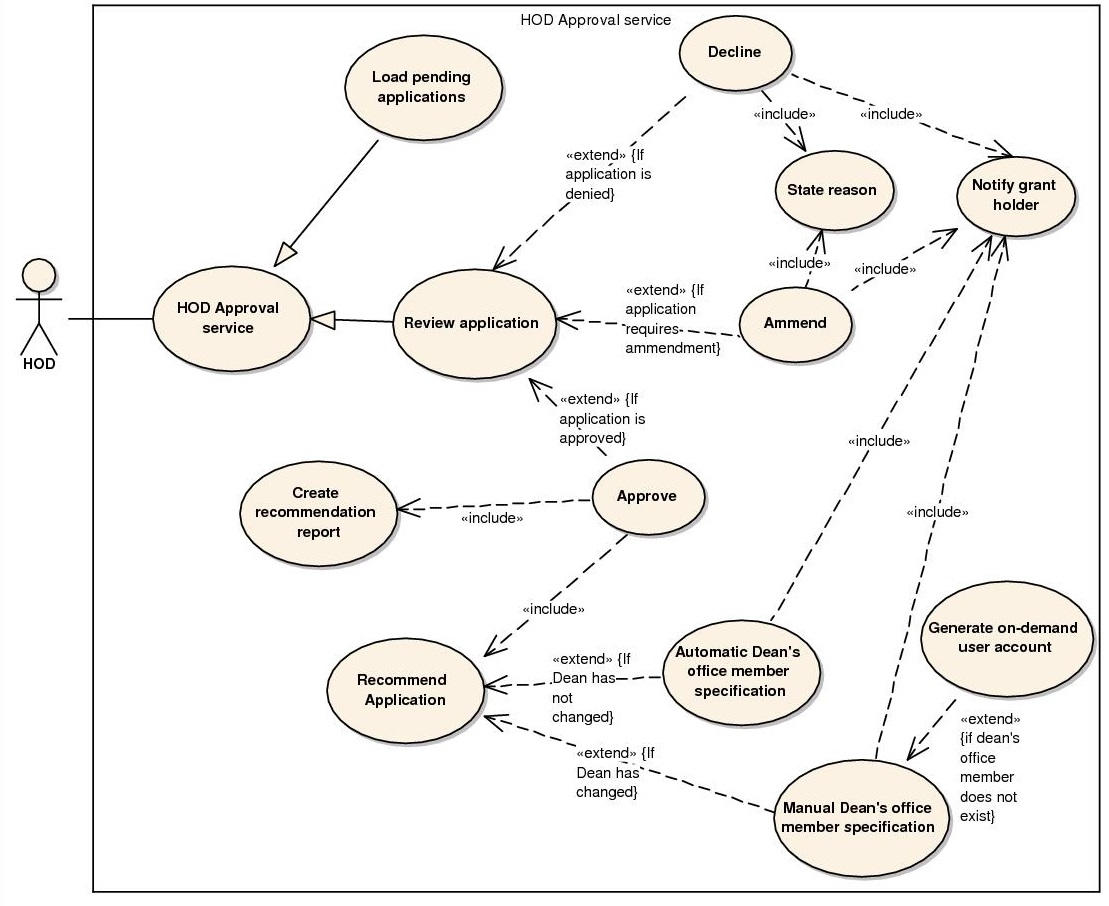 HOD Approval service
Decline
Load pending
applications
«include»
«include»
«extend» {If
application is
denied}
State reason
Notify grant
holder
«include»
«include»
HOD Approval
service
Review application
«extend» {If
application
requires
ammendment}
Ammend
HOD
«extend» {If
application is
approved}
«include»
Create
recommendation
report
Approve
«include»
«include»
«include»
Generate on-demand
user account
Automatic Dean's
office member
specification
«extend» {If
Dean has
not
changed}
Recommend
Application
«extend»
{if dean's
office
member
does not
exist}
«extend» {If
Dean has
changed}
Manual Dean's office
member specification